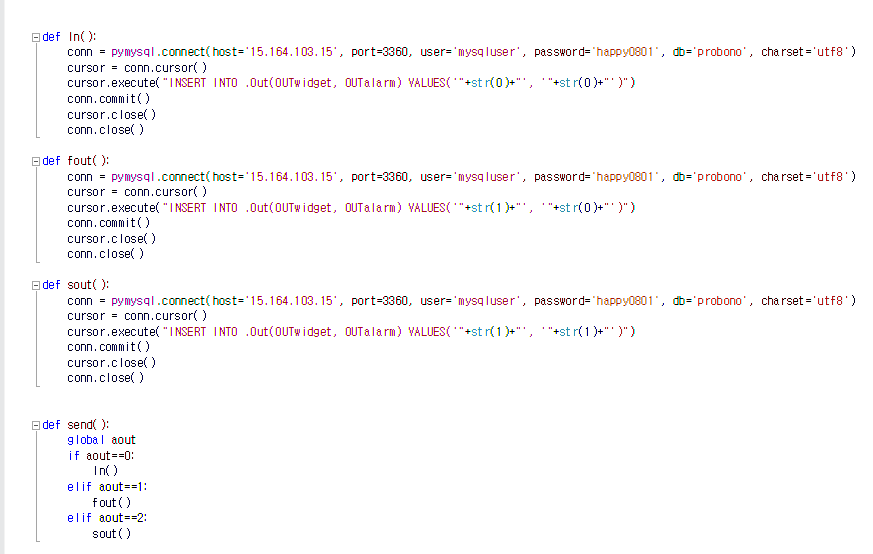 def In():
conn = pymysql.connect(host='15.164.103.15', port=3360, user='mysqluser', password='happy0801', db='probono', charset='utf8')
cursor = conn.cursor()
cursor.execute("INSERT INTO .Out(OUTwidget, OUTalarm) VALUES('"+str(0)+"', '"+str(0)+"')")
conn.commit()
cursor.close()
conn.close()
def fout():
conn = pymysql.connect(host='15.164.103.15', port=3360, user='mysqluser', password='happy0801', db='probono', charset='utf8')
cursor = conn.cursor()
cursor.execute("INSERT INTO .Out(OUTwidget, OUTalarm) VALUES('"+str(1)+"', '"+str(0)+"')")
conn.commit()
cursor.close()
conn.close()
def sout():
conn = pymysql.connect(host='15.164.103.15', port=3360, user='mysqluser', password='happy0801', db='probono', charset='utf8')
cursor = conn.cursor()
cursor.execute("INSERT INTO .Out(OUTwidget, OUTalarm) VALUES('"+str(1)+"', '"+str(1)+"')")
conn.commit()
cursor.close()
conn.close()
def send():
global aout
if aout==0:
In()
elif aout==1:
fout()
elif aout==2:
sout()